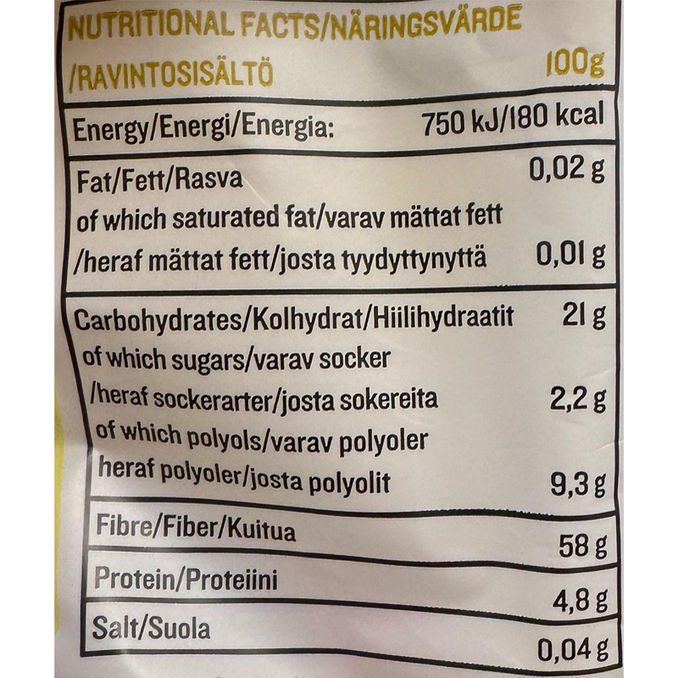 NUTRITIONAL FACTS/NÄRINGSVÄRDE
/RAVINTOSISÄLTÖ 100g
Energy/Energi/Energia: 750 kJ/180 kcal
Fat/Fett/Rasva 0,02 g
of which saturated fat/varav mättat fett
/heraf mättat fett/josta tyydyttynyttä 0,01 g
Carbohydrates/Kolhydrat/Hiilihydraatit 21 g
of which sugars/varav socker
/heraf sockerarter/josta sokereita 2,2 g
of which polyols/varav polyoler
heraf polyoler/josta polyolit 9,3 g
Fibre/Fiber/Kuitua 58 g
Protein/Proteiini 4,8 g
Salt/Suola 0,04 g